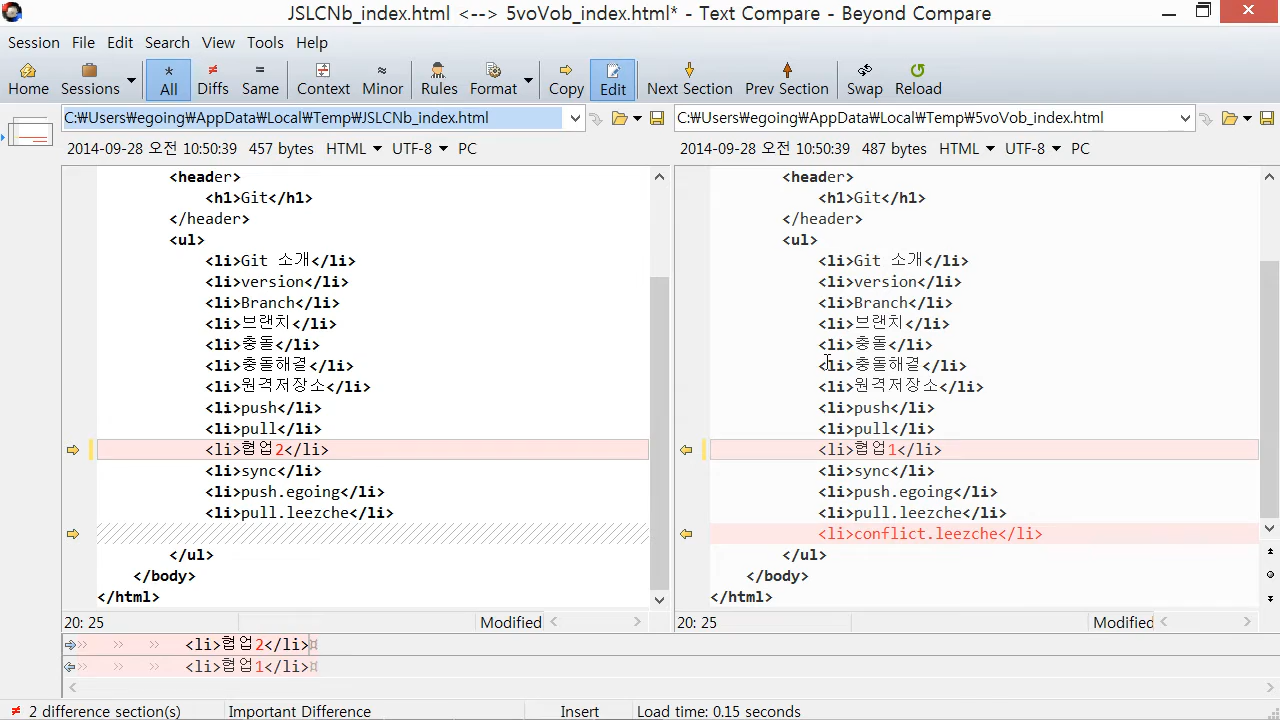 JSLCNb_index.html <--> 5voVob_index.html* - Text Compare - Beyond Compare
Session File Edit Search View Tools Help
Home Sessions * All ≠ Diffs = Same Context ≈ Minor Rules Format Copy Edit Next Section Prev Section Swap Reload
C:₩Users₩egoing₩AppData₩Local₩Temp₩JSLCNb_index.html
2014-09-28 오전 10:50:39 457 bytes HTML UTF-8 PC
<header>
<h1>Git</h1>
</header>
<ul>
<li>Git 소개</li>
<li>version</li>
<li>Branch</li>
<li>브랜치</li>
<li>충돌</li>
<li>충돌해결</li>
<li>원격저장소</li>
<li>push</li>
<li>pull</li>
<li>협업2</li>
<li>sync</li>
<li>push.egoing</li>
<li>pull.leezche</li>
</ul>
</body>
</html>
20: 25 Modified
C:₩Users₩egoing₩AppData₩Local₩Temp₩5voVob_index.html
2014-09-28 오전 10:50:39 487 bytes HTML UTF-8 PC
<header>
<h1>Git</h1>
</header>
<ul>
<li>Git 소개</li>
<li>version</li>
<li>Branch</li>
<li>브랜치</li>
<li>충돌</li>
<li>충돌해결</li>
<li>원격저장소</li>
<li>push</li>
<li>pull</li>
<li>협업1</li>
<li>sync</li>
<li>push.egoing</li>
<li>pull.leezche</li>
<li>conflict.leezche</li>
</ul>
</body>
</html>
20: 25 Modified
» » » <li>협업2</li>¤
» » » <li>협업1</li>¤
≠ 2 difference section(s) Important Difference Insert Load time: 0.15 seconds